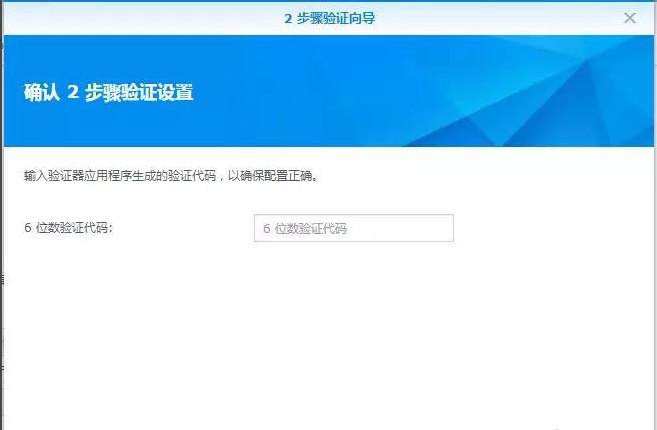 2 步骤验证向导
确认 2 步骤验证设置
输入验证器应用程序生成的验证代码，以确保配置正确。
6 位数验证代码:
6 位数验证代码